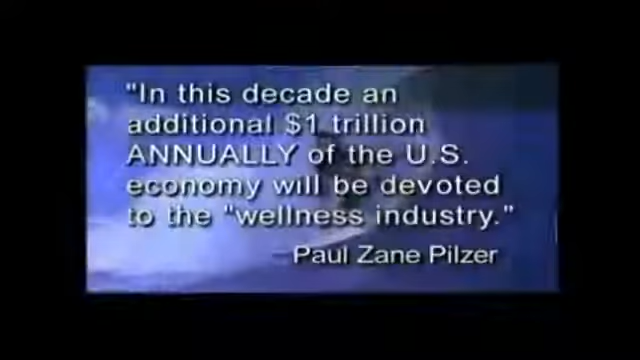 "In this decade an
additional $1 trillion
ANNUALLY of the U.S.
economy will be devoted
to the "wellness industry."
–Paul Zane Pilzer